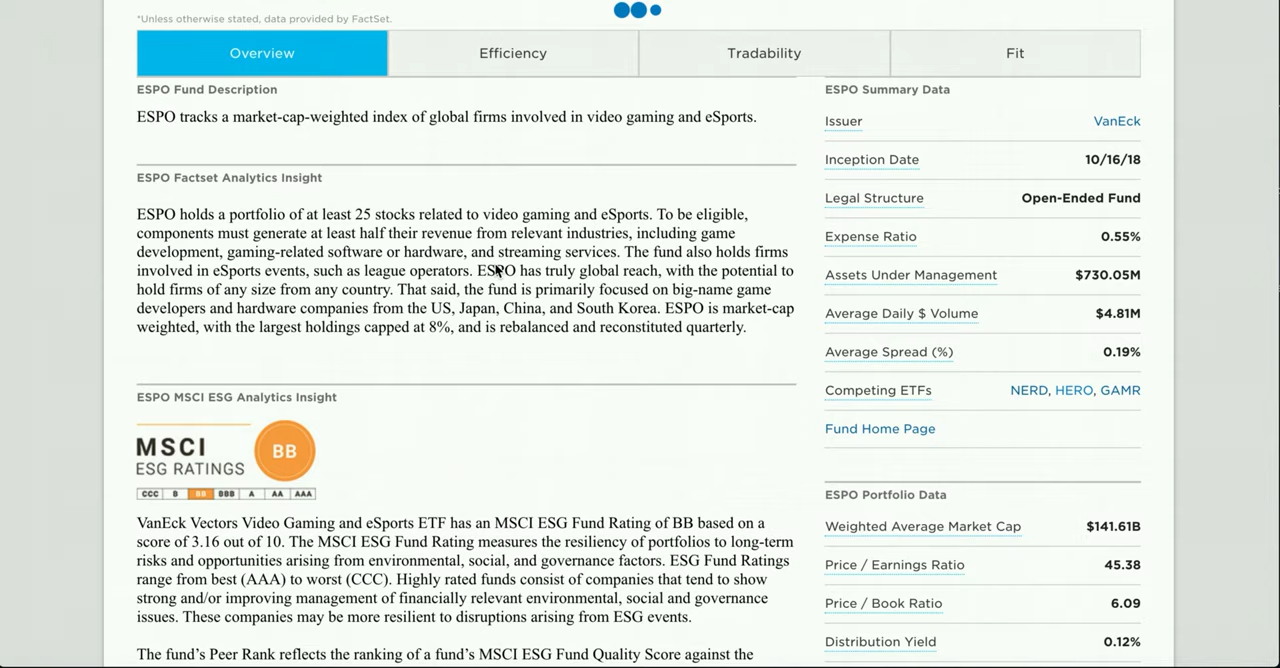 *Unless otherwise stated, data provided by FactSet.
Overview
Efficiency
Tradability
Fit
ESPO Fund Description
ESPO tracks a market-cap-weighted index of global firms involved in video gaming and eSports.
ESPO Factset Analytics Insight
ESPO holds a portfolio of at least 25 stocks related to video gaming and eSports. To be eligible,
components must generate at least half their revenue from relevant industries, including game
development, gaming-related software or hardware, and streaming services. The fund also holds firms
involved in eSports events, such as league operators. ESPO has truly global reach, with the potential to
hold firms of any size from any country. That said, the fund is primarily focused on big-name game
developers and hardware companies from the US, Japan, China, and South Korea. ESPO is market-cap
weighted, with the largest holdings capped at 8%, and is rebalanced and reconstituted quarterly.
ESPO MSCI ESG Analytics Insight
MSCI
ESG RATINGS
BB
CCC B BB BBB A AA AAA
VanEck Vectors Video Gaming and eSports ETF has an MSCI ESG Fund Rating of BB based on a
score of 3.16 out of 10. The MSCI ESG Fund Rating measures the resiliency of portfolios to long-term
risks and opportunities arising from environmental, social, and governance factors. ESG Fund Ratings
range from best (AAA) to worst (CCC). Highly rated funds consist of companies that tend to show
strong and/or improving management of financially relevant environmental, social and governance
issues. These companies may be more resilient to disruptions arising from ESG events.
The fund's Peer Rank reflects the ranking of a fund's MSCI ESG Fund Quality Score against the
ESPO Summary Data
Issuer VanEck
Inception Date 10/16/18
Legal Structure Open-Ended Fund
Expense Ratio 0.55%
Assets Under Management $730.05M
Average Daily $ Volume $4.81M
Average Spread (%) 0.19%
Competing ETFs NERD, HERO, GAMR
Fund Home Page
ESPO Portfolio Data
Weighted Average Market Cap $141.61B
Price / Earnings Ratio 45.38
Price / Book Ratio 6.09
Distribution Yield 0.12%